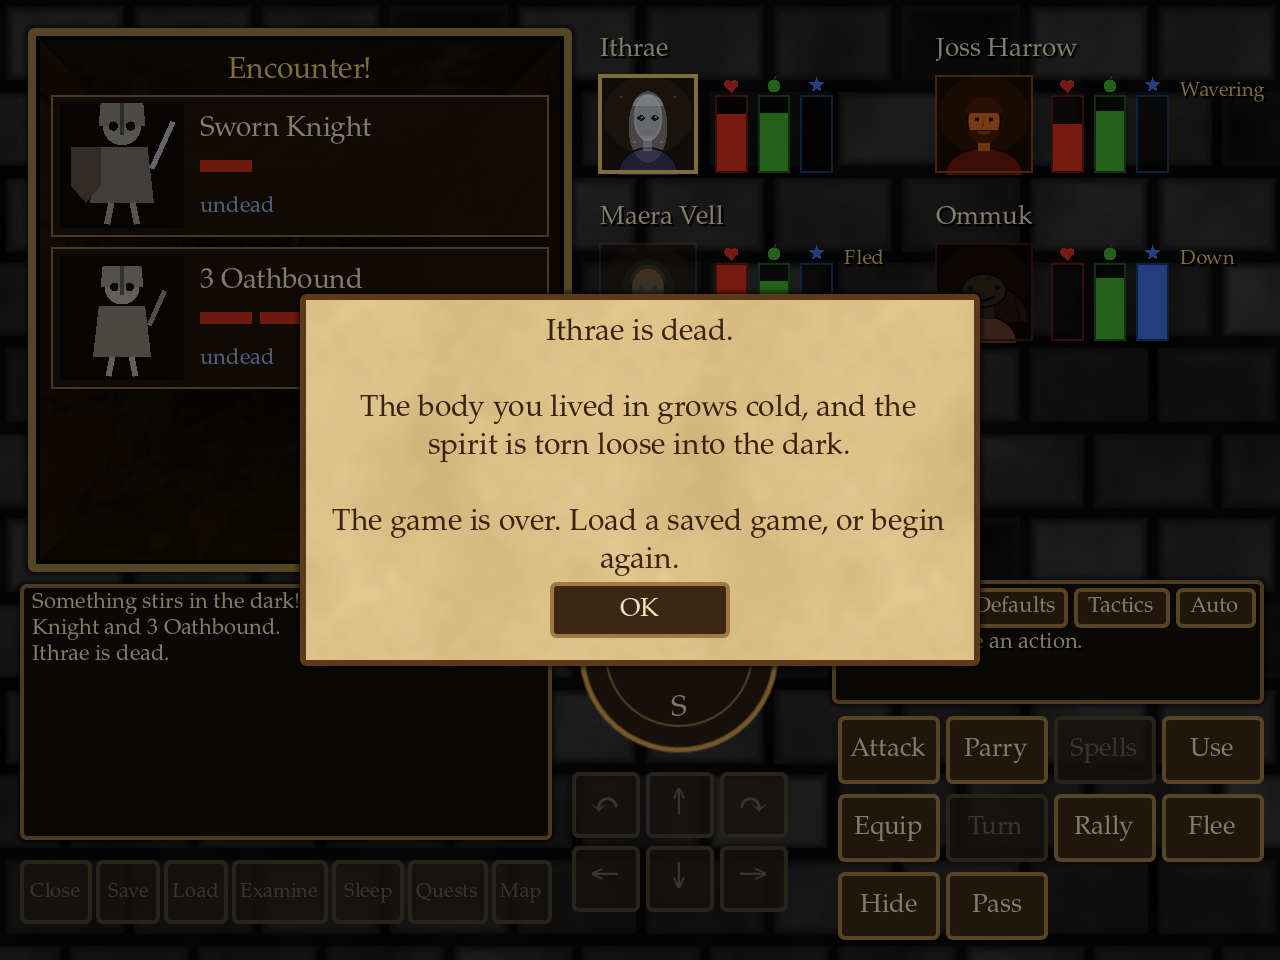 Encounter!
Sworn Knight
undead
3 Oathbound
undead
Ithrae
Joss Harrow
Wavering
Maera Vell
Fled
Ommuk
Down
Ithrae is dead.
The body you lived in grows cold, and the
spirit is torn loose into the dark.
The game is over. Load a saved game, or begin
again.
OK
Something stirs in the dark!
Knight and 3 Oathbound.
Ithrae is dead.
Close Save Load Examine Sleep Quests Map
S
Defaults Tactics Auto
an action.
Attack Parry Spells Use
Equip Turn Rally Flee
Hide Pass